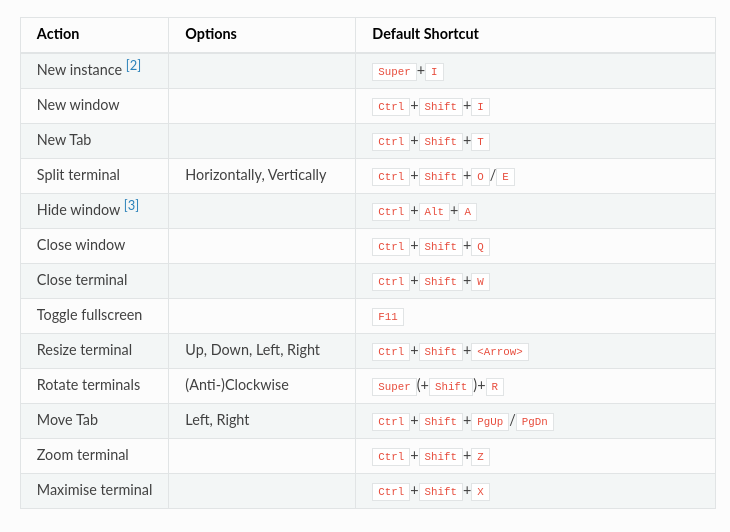 Action Options Default Shortcut
New instance [2] Super+I
New window Ctrl+Shift+I
New Tab Ctrl+Shift+T
Split terminal Horizontally, Vertically Ctrl+Shift+O/E
Hide window [3] Ctrl+Alt+A
Close window Ctrl+Shift+Q
Close terminal Ctrl+Shift+W
Toggle fullscreen F11
Resize terminal Up, Down, Left, Right Ctrl+Shift+<Arrow>
Rotate terminals (Anti-)Clockwise Super(+Shift)+R
Move Tab Left, Right Ctrl+Shift+PgUp/PgDn
Zoom terminal Ctrl+Shift+Z
Maximise terminal Ctrl+Shift+X